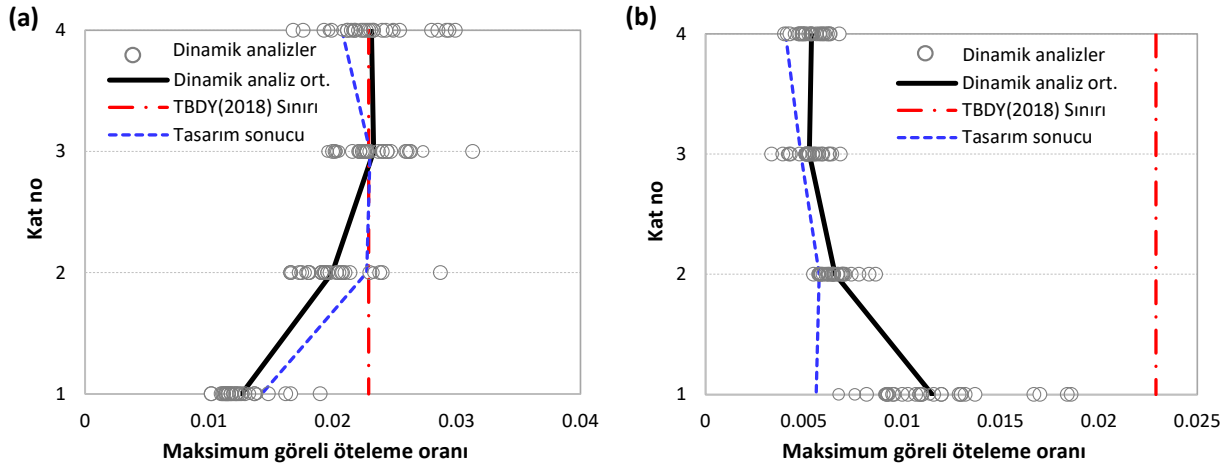 (a)
4
3
2
1
Kat no
0
0.01
0.02
0.03
0.04
Maksimum göreli öteleme oranı
Dinamik analizler
Dinamik analiz ort.
TBDY(2018) Sınırı
Tasarım sonucu
(b)
4
3
2
1
Kat no
0
0.005
0.01
0.015
0.02
0.025
Maksimum göreli öteleme oranı
Dinamik analizler
Dinamik analiz ort.
TBDY(2018) Sınırı
Tasarım sonucu